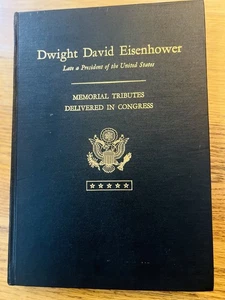 Dwight David Eisenhower
Late a President of the United States
MEMORIAL TRIBUTES
DELIVERED IN CONGRESS